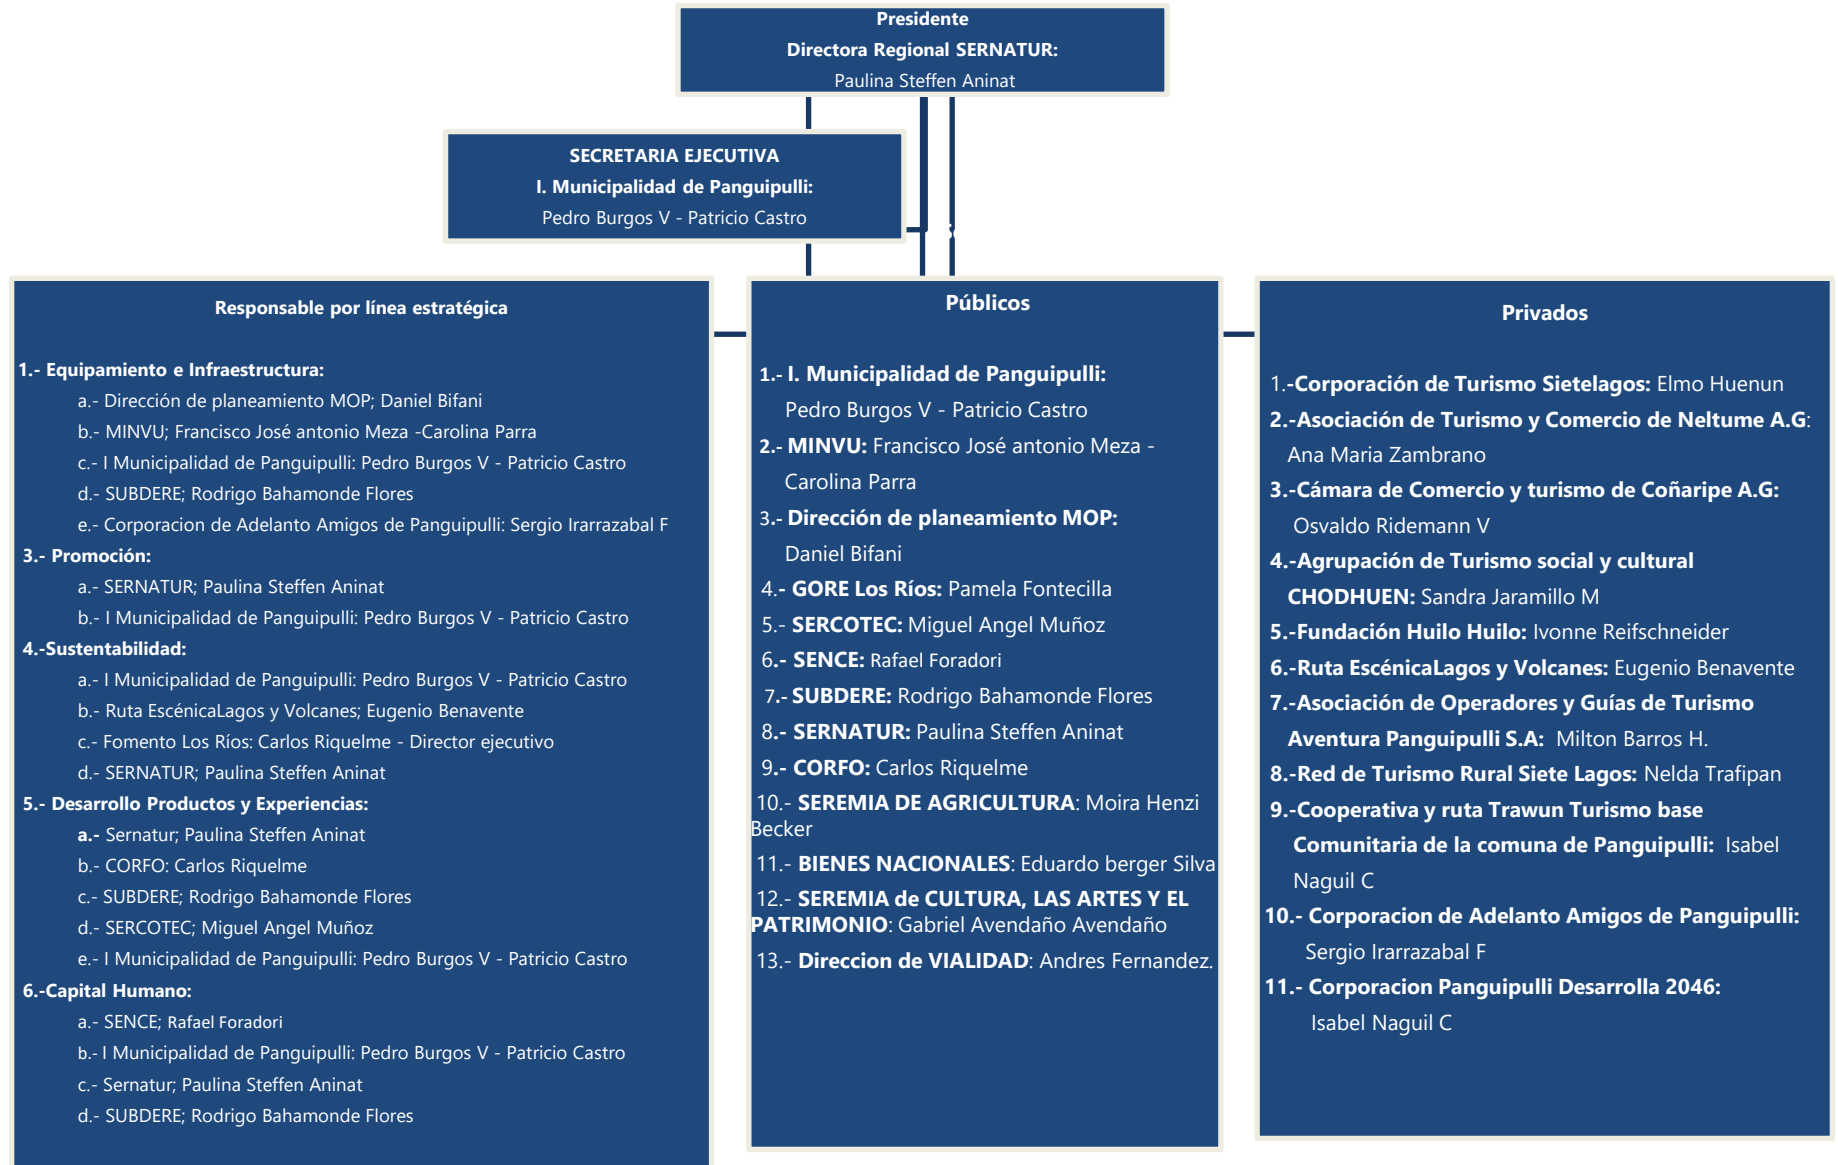 Presidente
Directora Regional SERNATUR:
Paulina Steffen Aninat
SECRETARIA EJECUTIVA
I. Municipalidad de Panguipulli:
Pedro Burgos V - Patricio Castro
Responsable por línea estratégica
1.- Equipamiento e Infraestructura:
a.- Dirección de planeamiento MOP; Daniel Bifani
b.- MINVU; Francisco José antonio Meza -Carolina Parra
c.- I Municipalidad de Panguipulli: Pedro Burgos V - Patricio Castro
d.- SUBDERE; Rodrigo Bahamonde Flores
e.- Corporacion de Adelanto Amigos de Panguipulli: Sergio Irarrazabal F
3.- Promoción:
a.- SERNATUR; Paulina Steffen Aninat
b.- I Municipalidad de Panguipulli: Pedro Burgos V - Patricio Castro
4.-Sustentabilidad:
a.- I Municipalidad de Panguipulli: Pedro Burgos V - Patricio Castro
b.- Ruta EscénicaLagos y Volcanes; Eugenio Benavente
c.- Fomento Los Ríos: Carlos Riquelme - Director ejecutivo
d.- SERNATUR; Paulina Steffen Aninat
5.- Desarrollo Productos y Experiencias:
a.- Sernatur; Paulina Steffen Aninat
b.- CORFO: Carlos Riquelme
c.- SUBDERE; Rodrigo Bahamonde Flores
d.- SERCOTEC; Miguel Angel Muñoz
e.- I Municipalidad de Panguipulli: Pedro Burgos V - Patricio Castro
6.-Capital Humano:
a.- SENCE; Rafael Foradori
b.- I Municipalidad de Panguipulli: Pedro Burgos V - Patricio Castro
c.- Sernatur; Paulina Steffen Aninat
d.- SUBDERE; Rodrigo Bahamonde Flores
Públicos
1.- I. Municipalidad de Panguipulli:
Pedro Burgos V - Patricio Castro
2.- MINVU: Francisco José antonio Meza -
Carolina Parra
3.- Dirección de planeamiento MOP:
Daniel Bifani
4.- GORE Los Ríos: Pamela Fontecilla
5.- SERCOTEC: Miguel Angel Muñoz
6.- SENCE: Rafael Foradori
7.- SUBDERE: Rodrigo Bahamonde Flores
8.- SERNATUR: Paulina Steffen Aninat
9.- CORFO: Carlos Riquelme
10.- SEREMIA DE AGRICULTURA: Moira Henzi
Becker
11.- BIENES NACIONALES: Eduardo berger Silva
12.- SEREMIA de CULTURA, LAS ARTES Y EL
PATRIMONIO: Gabriel Avendaño Avendaño
13.- Direccion de VIALIDAD: Andres Fernandez.
Privados
1.-Corporación de Turismo Sietelagos: Elmo Huenun
2.-Asociación de Turismo y Comercio de Neltume A.G:
Ana Maria Zambrano
3.-Cámara de Comercio y turismo de Coñaripe A.G:
Osvaldo Ridemann V
4.-Agrupación de Turismo social y cultural
CHODHUEN: Sandra Jaramillo M
5.-Fundación Huilo Huilo: Ivonne Reifschneider
6.-Ruta EscénicaLagos y Volcanes: Eugenio Benavente
7.-Asociación de Operadores y Guías de Turismo
Aventura Panguipulli S.A: Milton Barros H.
8.-Red de Turismo Rural Siete Lagos: Nelda Trafipan
9.-Cooperativa y ruta Trawun Turismo base
Comunitaria de la comuna de Panguipulli: Isabel
Naguil C
10.- Corporacion de Adelanto Amigos de Panguipulli:
Sergio Irarrazabal F
11.- Corporacion Panguipulli Desarrolla 2046:
Isabel Naguil C